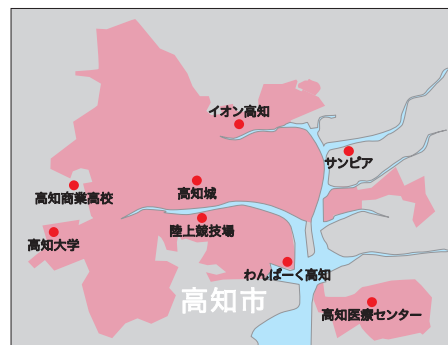 イオン高知
サンピア
高知商業高校
高知城
陸上競技場
高知大学
わんぱーく高知
高知市
高知医療センター